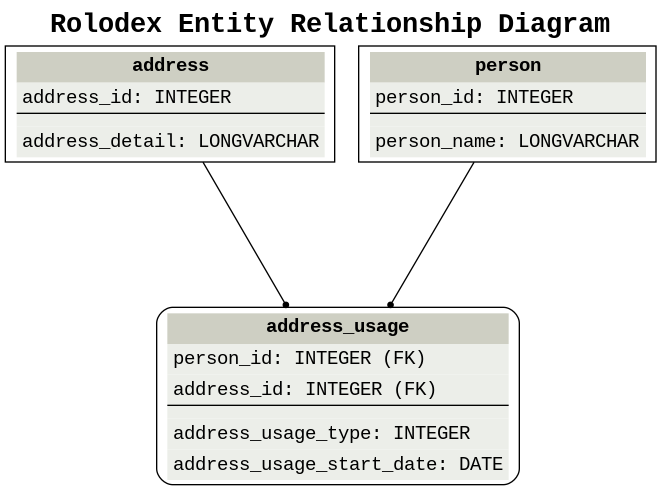 Rolodex Entity Relationship Diagram
address
address_id: INTEGER
address_detail: LONGVARCHAR
person
person_id: INTEGER
person_name: LONGVARCHAR
address_usage
person_id: INTEGER (FK)
address_id: INTEGER (FK)
address_usage_type: INTEGER
address_usage_start_date: DATE